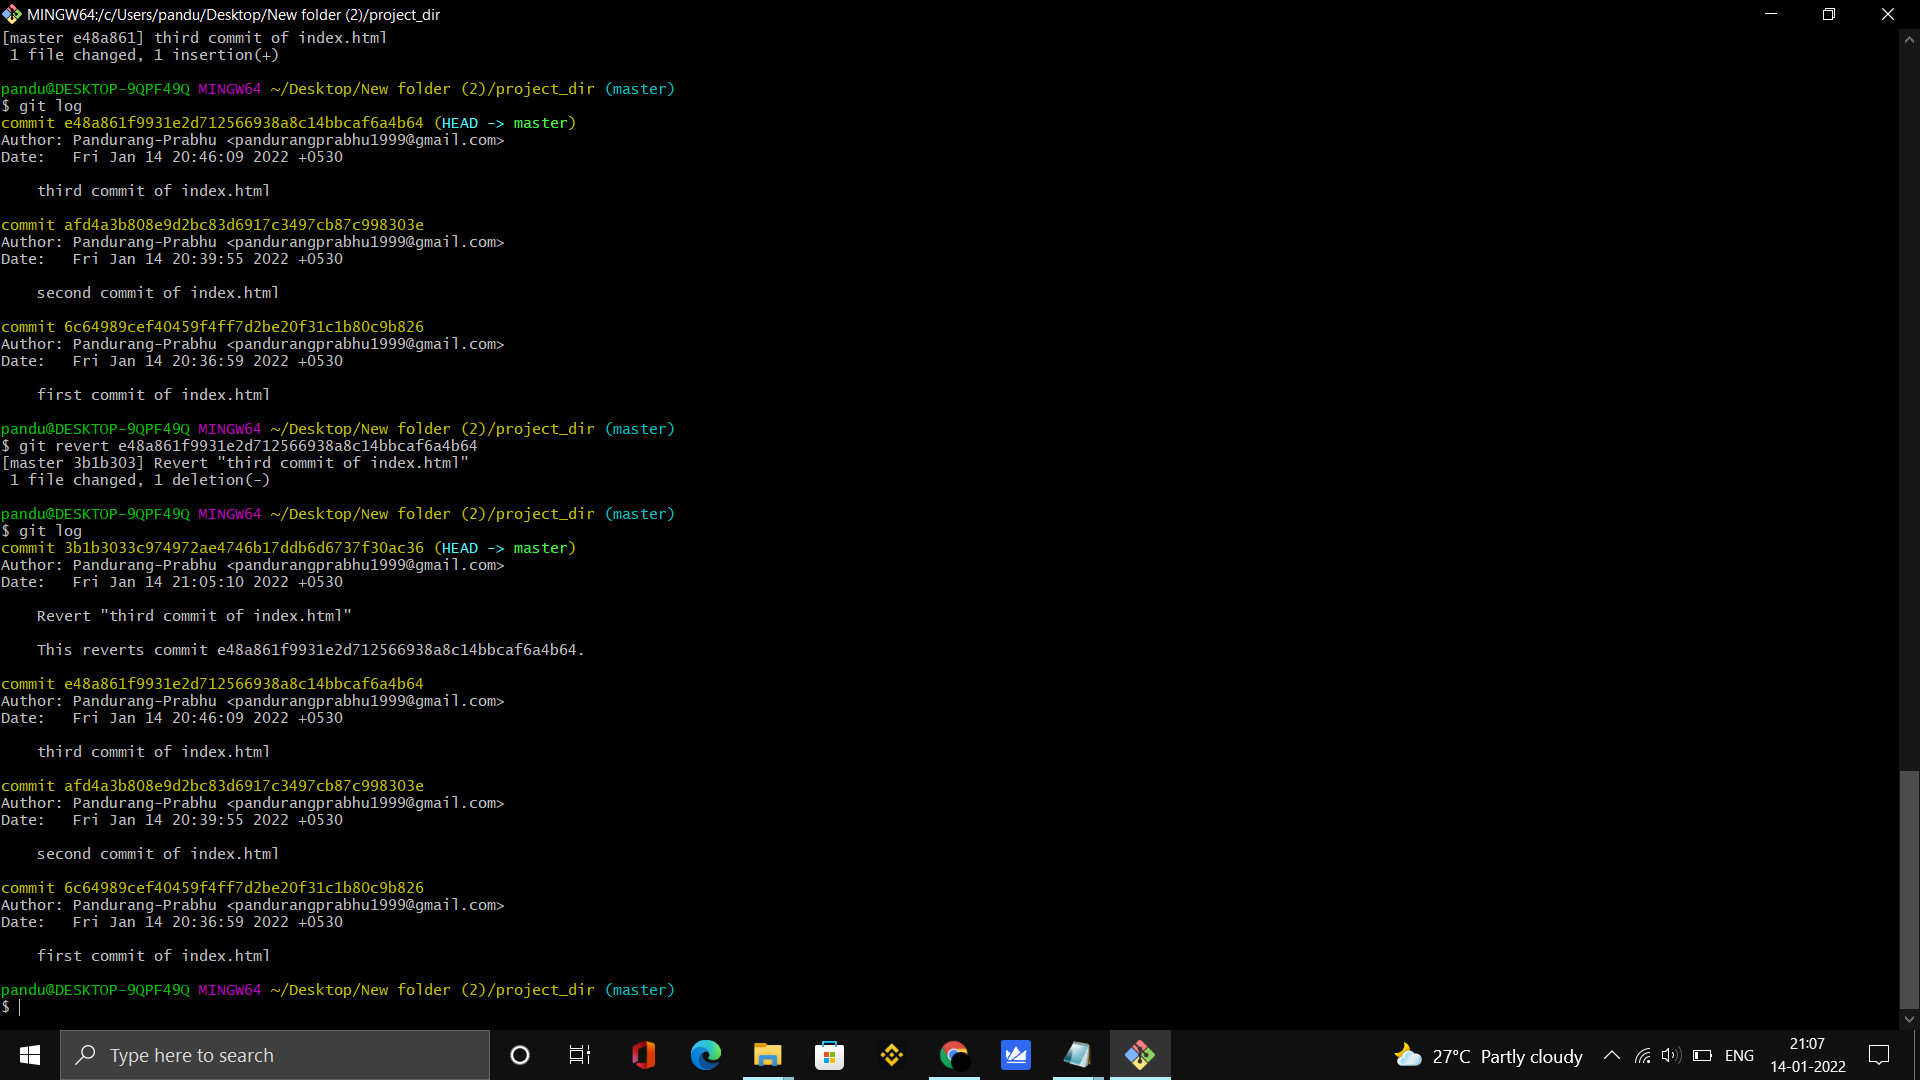 MINGW64:/c/Users/pandu/Desktop/New folder (2)/project_dir
[master e48a861] third commit of index.html
 1 file changed, 1 insertion(+)
pandu@DESKTOP-9QPF49Q MINGW64 ~/Desktop/New folder (2)/project_dir (master)
$ git log
commit e48a861f9931e2d712566938a8c14bbcaf6a4b64 (HEAD -> master)
Author: Pandurang-Prabhu <pandurangprabhu1999@gmail.com>
Date:   Fri Jan 14 20:46:09 2022 +0530
    third commit of index.html
commit afd4a3b808e9d2bc83d6917c3497cb87c998303e
Author: Pandurang-Prabhu <pandurangprabhu1999@gmail.com>
Date:   Fri Jan 14 20:39:55 2022 +0530
    second commit of index.html
commit 6c64989cef40459f4ff7d2be20f31c1b80c9b826
Author: Pandurang-Prabhu <pandurangprabhu1999@gmail.com>
Date:   Fri Jan 14 20:36:59 2022 +0530
    first commit of index.html
pandu@DESKTOP-9QPF49Q MINGW64 ~/Desktop/New folder (2)/project_dir (master)
$ git revert e48a861f9931e2d712566938a8c14bbcaf6a4b64
[master 3b1b303] Revert "third commit of index.html"
 1 file changed, 1 deletion(-)
pandu@DESKTOP-9QPF49Q MINGW64 ~/Desktop/New folder (2)/project_dir (master)
$ git log
commit 3b1b3033c974972ae4746b17ddb6d6737f30ac36 (HEAD -> master)
Author: Pandurang-Prabhu <pandurangprabhu1999@gmail.com>
Date:   Fri Jan 14 21:05:10 2022 +0530
    Revert "third commit of index.html"
    This reverts commit e48a861f9931e2d712566938a8c14bbcaf6a4b64.
commit e48a861f9931e2d712566938a8c14bbcaf6a4b64
Author: Pandurang-Prabhu <pandurangprabhu1999@gmail.com>
Date:   Fri Jan 14 20:46:09 2022 +0530
    third commit of index.html
commit afd4a3b808e9d2bc83d6917c3497cb87c998303e
Author: Pandurang-Prabhu <pandurangprabhu1999@gmail.com>
Date:   Fri Jan 14 20:39:55 2022 +0530
    second commit of index.html
commit 6c64989cef40459f4ff7d2be20f31c1b80c9b826
Author: Pandurang-Prabhu <pandurangprabhu1999@gmail.com>
Date:   Fri Jan 14 20:36:59 2022 +0530
    first commit of index.html
pandu@DESKTOP-9QPF49Q MINGW64 ~/Desktop/New folder (2)/project_dir (master)
$
Type here to search
27°C Partly cloudy
ENG
21:07
14-01-2022